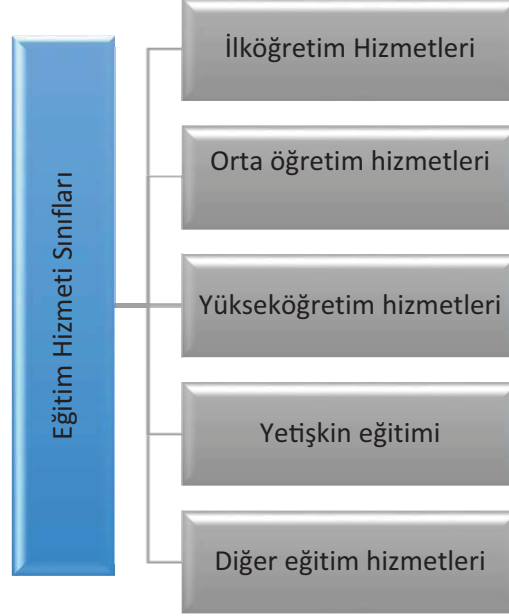 Eğitim Hizmeti Sınıfları
İlköğretim Hizmetleri
Orta öğretim hizmetleri
Yükseköğretim hizmetleri
Yetişkin eğitimi
Diğer eğitim hizmetleri